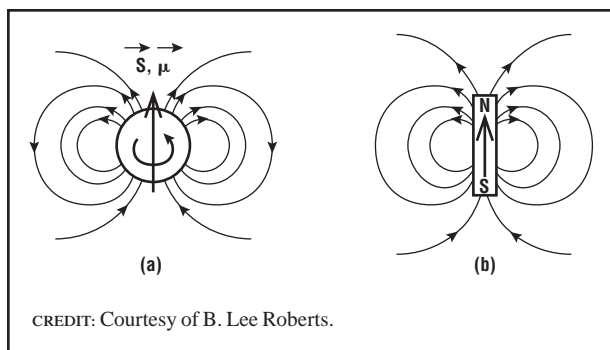 S, μ
N
S
(a)
(b)
CREDIT: Courtesy of B. Lee Roberts.